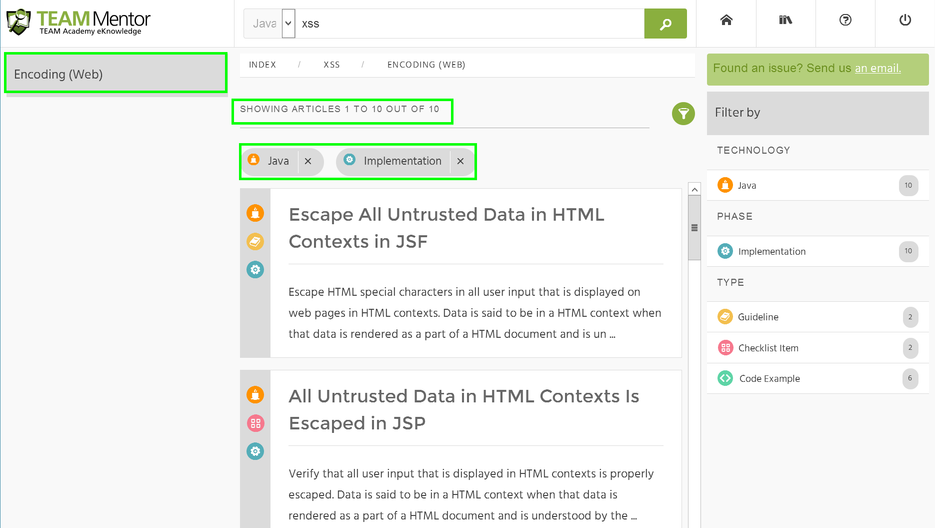 TEAM Mentor
TEAM Academy eKnowledge
Java
xss
Encoding (Web)
INDEX / XSS / ENCODING (WEB)
SHOWING ARTICLES 1 TO 10 OUT OF 10
Java ✕ Implementation ✕
Escape All Untrusted Data in HTML
Contexts in JSF
Escape HTML special characters in all user input that is displayed on
web pages in HTML contexts. Data is said to be in a HTML context when
that data is rendered as a part of a HTML document and is un ...
All Untrusted Data in HTML Contexts Is
Escaped in JSP
Verify that all user input that is displayed in HTML contexts is properly
escaped. Data is said to be in a HTML context when that data is
rendered as a part of a HTML document and is understood by the ...
Found an issue? Send us an email.
Filter by
TECHNOLOGY
Java 10
PHASE
Implementation 10
TYPE
Guideline 2
Checklist Item 2
Code Example 6